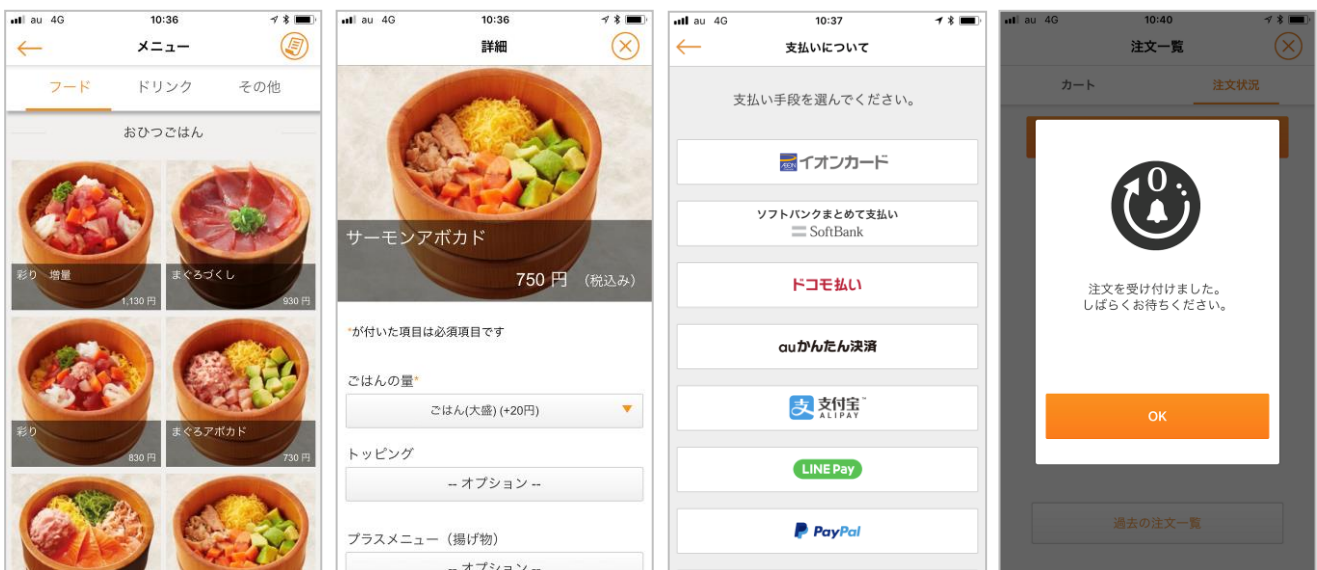 au 4G 10:36
メニュー
フード ドリンク その他
おひつごはん
彩り 増量
1,130 円
まぐろづくし
930 円
彩り
830 円
まぐろアボカド
730 円
au 4G 10:36
詳細
サーモンアボカド
750 円 (税込み)
*が付いた項目は必須項目です
ごはんの量*
ごはん(大盛) (+20円)
トッピング
-- オプション --
プラスメニュー（揚げ物）
-- オプション --
au 4G 10:37
支払いについて
支払い手段を選んでください。
AEON イオンカード
ソフトバンクまとめて支払い
SoftBank
ドコモ払い
auかんたん決済
支 支付宝™
ALIPAY
LINE Pay
PayPal
au 4G 10:40
注文一覧
カート 注文状況
0
注文を受け付けました。
しばらくお待ちください。
OK
過去の注文一覧